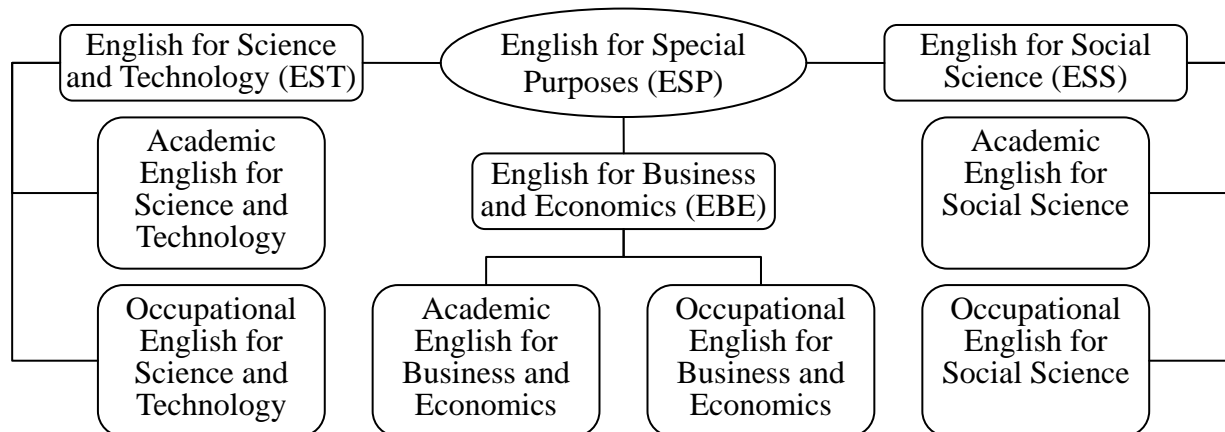 English for Science
and Technology (EST)
English for Special
Purposes (ESP)
English for Social
Science (ESS)
Academic
English for
Science and
Technology
English for Business
and Economics (EBE)
Academic
English for
Social Science
Occupational
English for
Science and
Technology
Academic
English for
Business and
Economics
Occupational
English for
Business and
Economics
Occupational
English for
Social Science